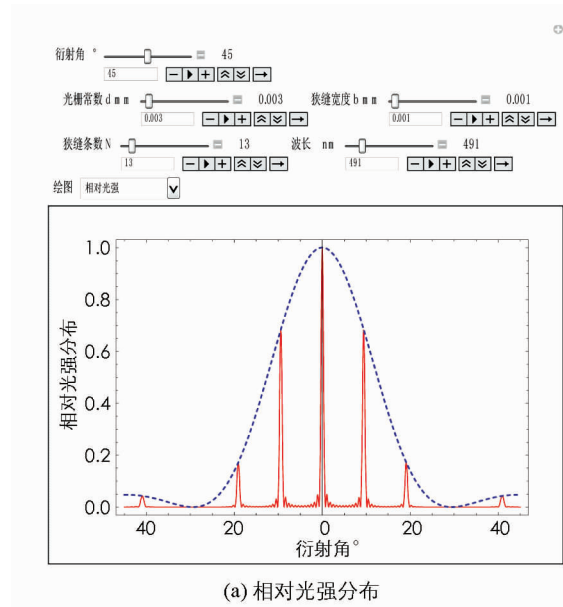 衍射角 ° 45
45
光栅常数 d mm 0.003 狭缝宽度 b mm 0.001
0.003 0.001
狭缝条数 N 13 波长 nm 491
13 491
绘图 相对光强
1.0
0.8
0.6
0.4
0.2
0.0
相对光强分布
40 20 0 20 40
衍射角°
(a) 相对光强分布